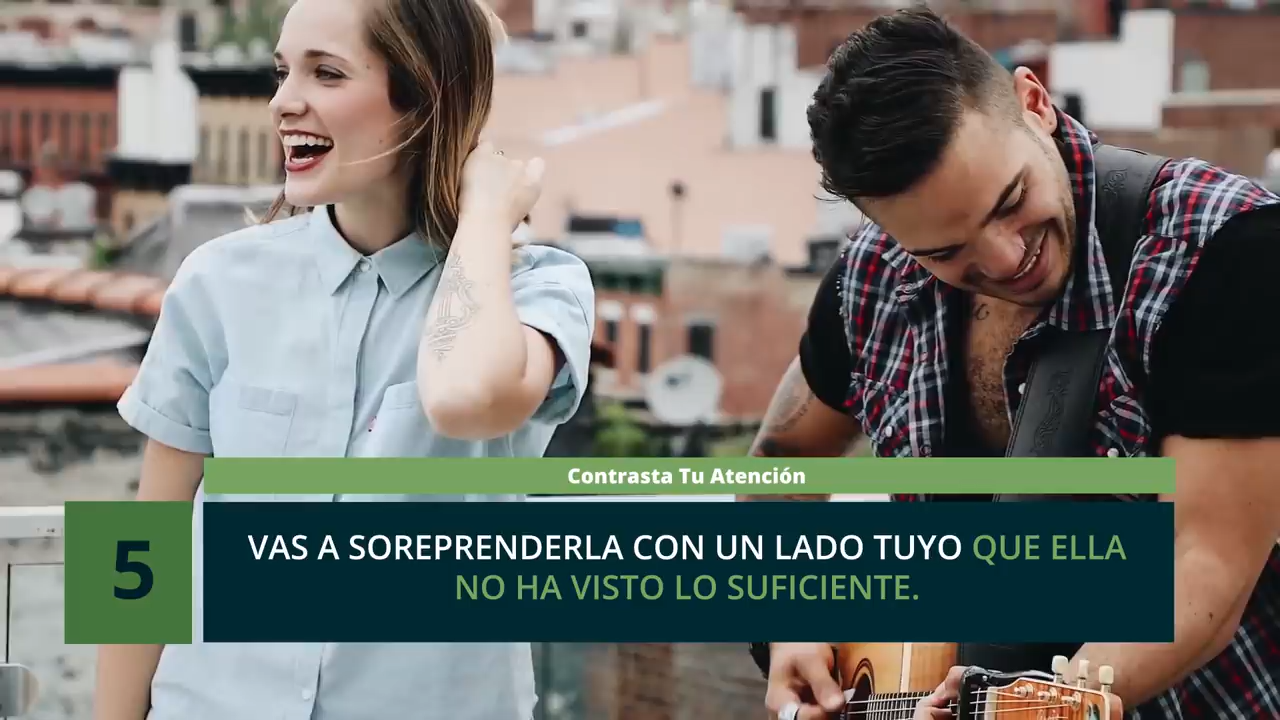 Contrasta Tu Atención
5
VAS A SOREPRENDERLA CON UN LADO TUYO QUE ELLA
NO HA VISTO LO SUFICIENTE.